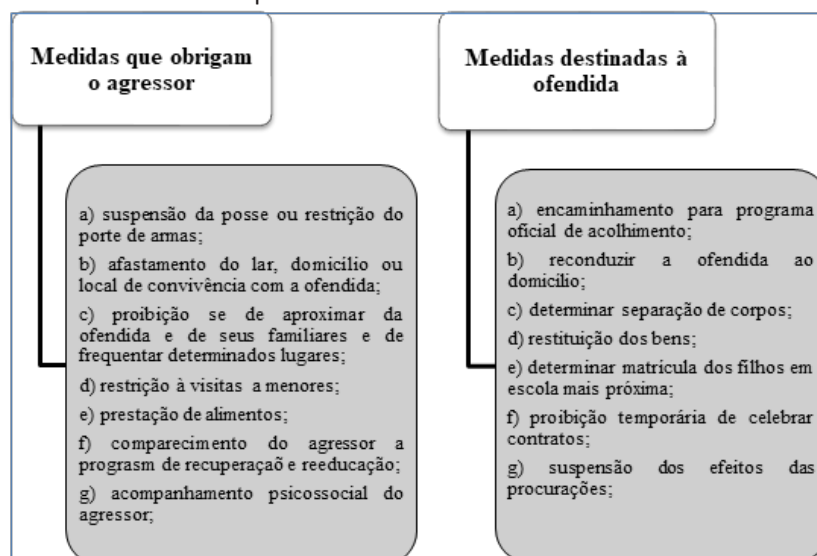 Medidas que obrigam
o agressor
a) suspensão da posse ou restrição do
porte de armas;
b) afastamento do lar, domicilio ou
local de convivência com a ofendida;
c) proibição se de aproximar da
ofendida e de seus familiares e de
frequentar determinados lugares;
d) restrição à visitas a menores;
e) prestação de alimentos;
f) comparecimento do agressor a
prograsm de recuperaçaõ e reeducação;
g) acompanhamento psicossocial do
agressor;
Medidas destinadas à
ofendida
a) encaminhamento para programa
oficial de acolhimento;
b) reconduzir a ofendida ao
domicílio;
c) determinar separação de corpos;
d) restituição dos bens;
e) determinar matrícula dos filhos em
escola mais próxima;
f) proibição temporária de celebrar
contratos;
g) suspensão dos efeitos das
procurações;